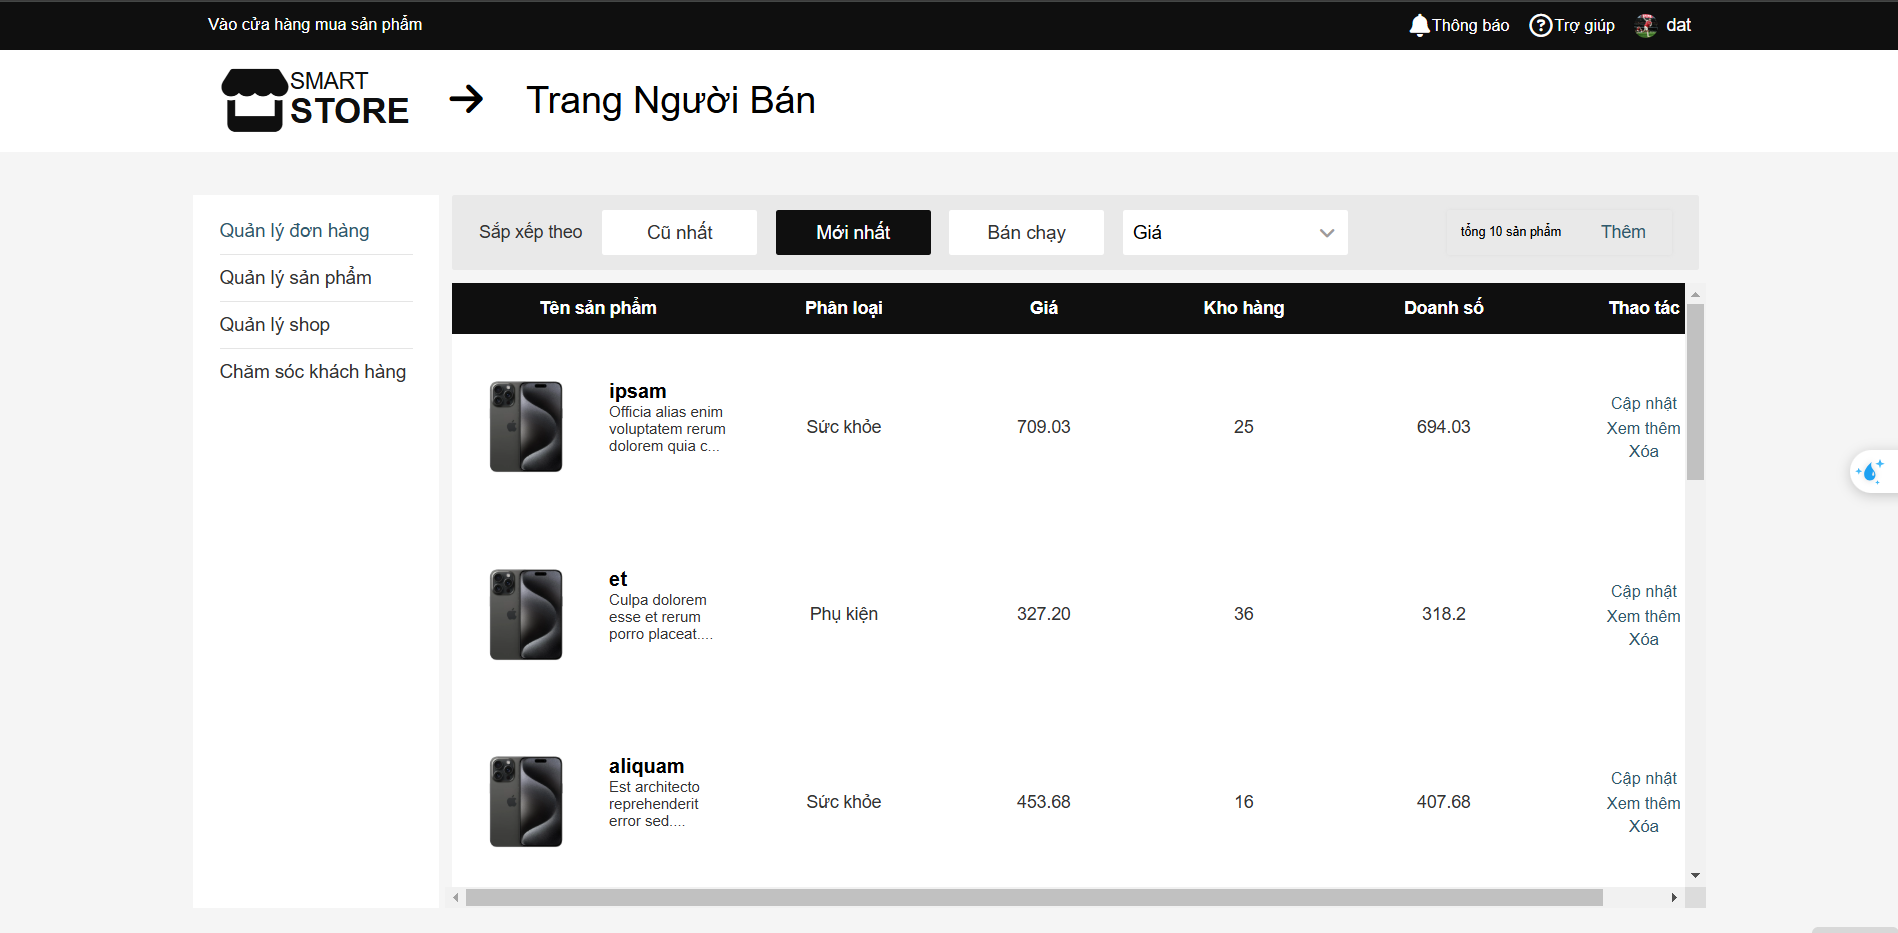 Vào cửa hàng mua sản phẩm
Thông báo
Trợ giúp
dat
SMART
STORE
Trang Người Bán
Quản lý đơn hàng
Quản lý sản phẩm
Quản lý shop
Chăm sóc khách hàng
Sắp xếp theo
Cũ nhất
Mới nhất
Bán chạy
Giá
tổng 10 sản phẩm
Thêm
Tên sản phẩm
Phân loại
Giá
Kho hàng
Doanh số
Thao tác
ipsam
Officia alias enim
voluptatem rerum
dolorem quia c...
Sức khỏe
709.03
25
694.03
Cập nhật
Xem thêm
Xóa
et
Culpa dolorem
esse et rerum
porro placeat....
Phụ kiện
327.20
36
318.2
Cập nhật
Xem thêm
Xóa
aliquam
Est architecto
reprehenderit
error sed....
Sức khỏe
453.68
16
407.68
Cập nhật
Xem thêm
Xóa